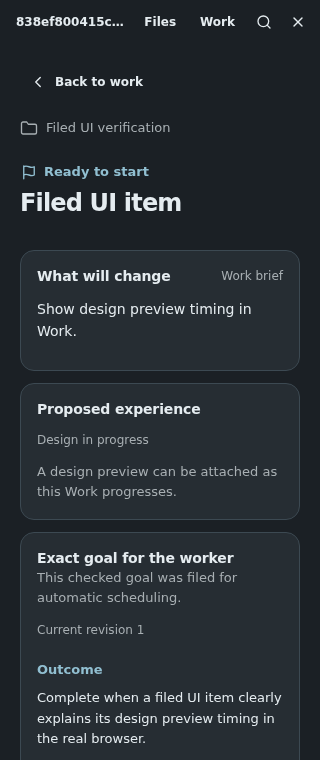 838ef800415c... Files Work
Back to work
Filed UI verification
Ready to start
Filed UI item
What will change Work brief
Show design preview timing in
Work.
Proposed experience
Design in progress
A design preview can be attached as
this Work progresses.
Exact goal for the worker
This checked goal was filed for
automatic scheduling.
Current revision 1
Outcome
Complete when a filed UI item clearly
explains its design preview timing in
the real browser.